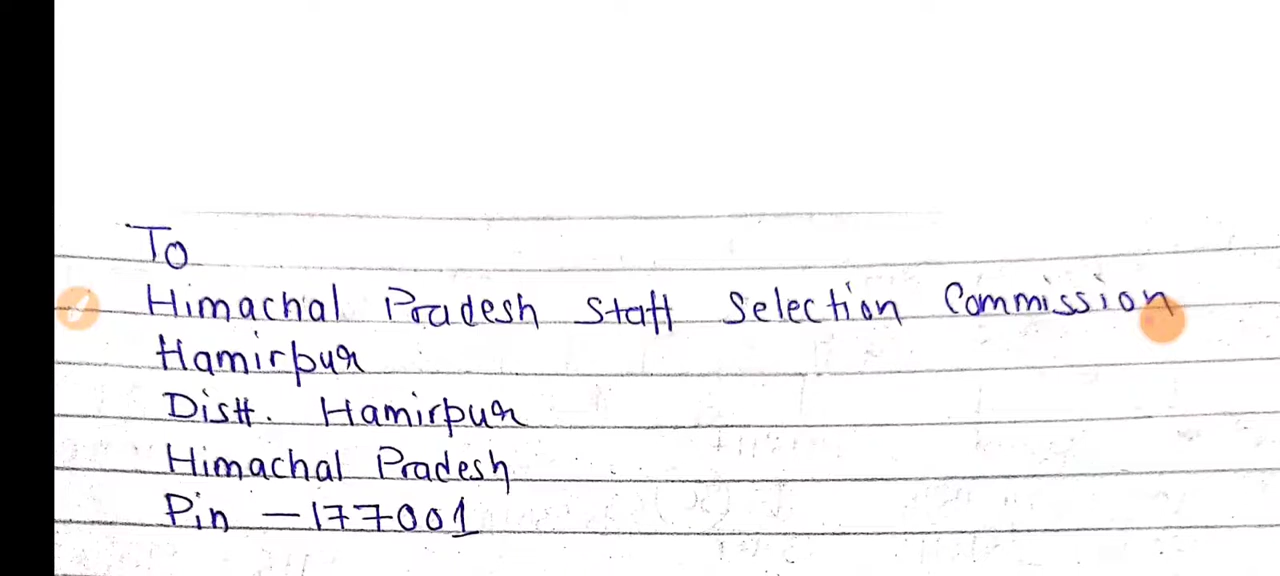 To
Himachal Pradesh Staff Selection Commission
Hamirpur
Distt. Hamirpur
Himachal Pradesh
Pin - 177001